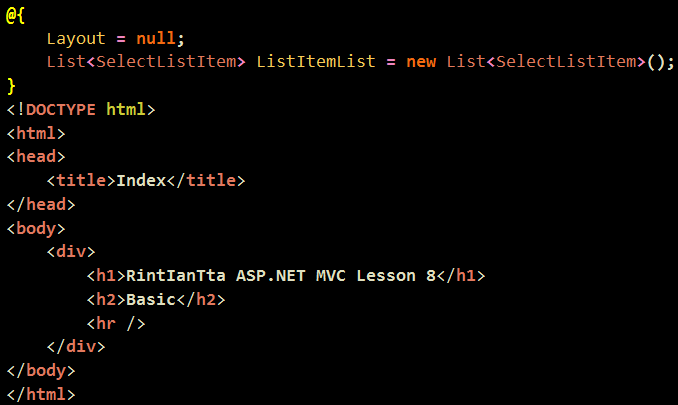 @{
    Layout = null;
    List<SelectListItem> ListItemList = new List<SelectListItem>();
}
<!DOCTYPE html>
<html>
<head>
    <title>Index</title>
</head>
<body>
    <div>
        <h1>RintIanTta ASP.NET MVC Lesson 8</h1>
        <h2>Basic</h2>
        <hr />
    </div>
</body>
</html>